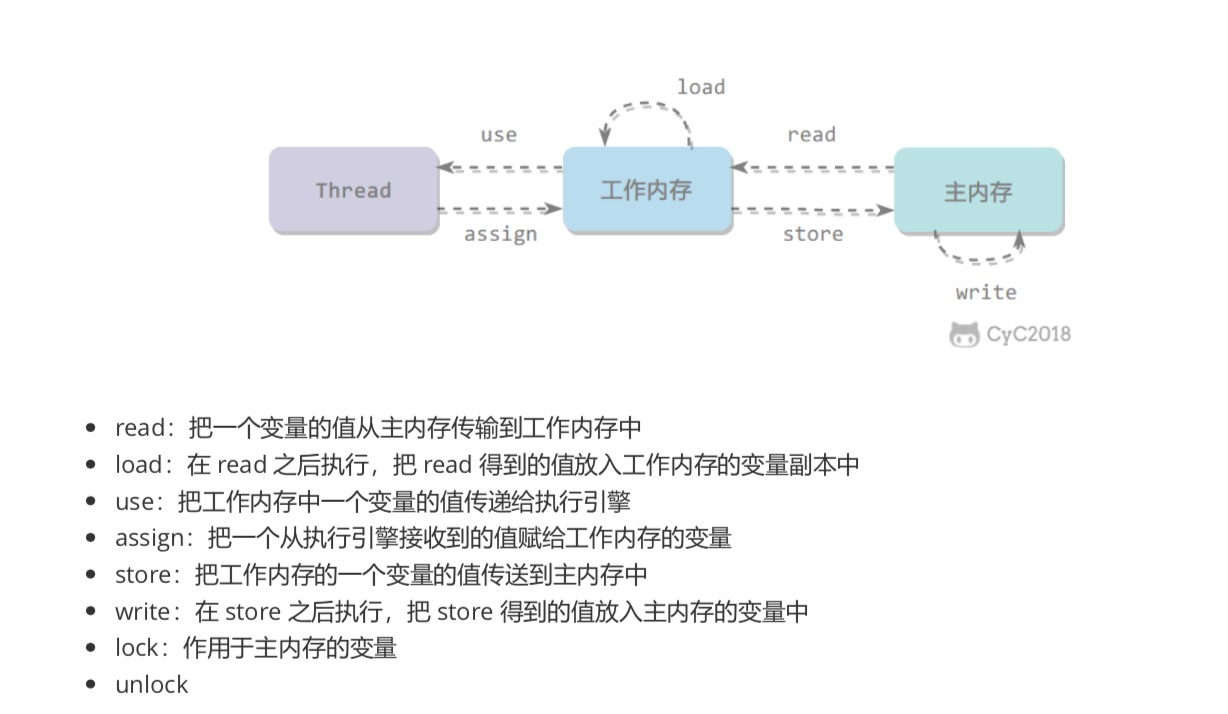 load
use
read
Thread
工作内存
主内存
assign
store
write
CyC2018
read：把一个变量的值从主内存传输到工作内存中
load：在 read 之后执行，把 read 得到的值放入工作内存的变量副本中
use：把工作内存中一个变量的值传递给执行引擎
assign：把一个从执行引擎接收到的值赋给工作内存的变量
store：把工作内存的一个变量的值传送到主内存中
write：在 store 之后执行，把 store 得到的值放入主内存的变量中
lock：作用于主内存的变量
unlock